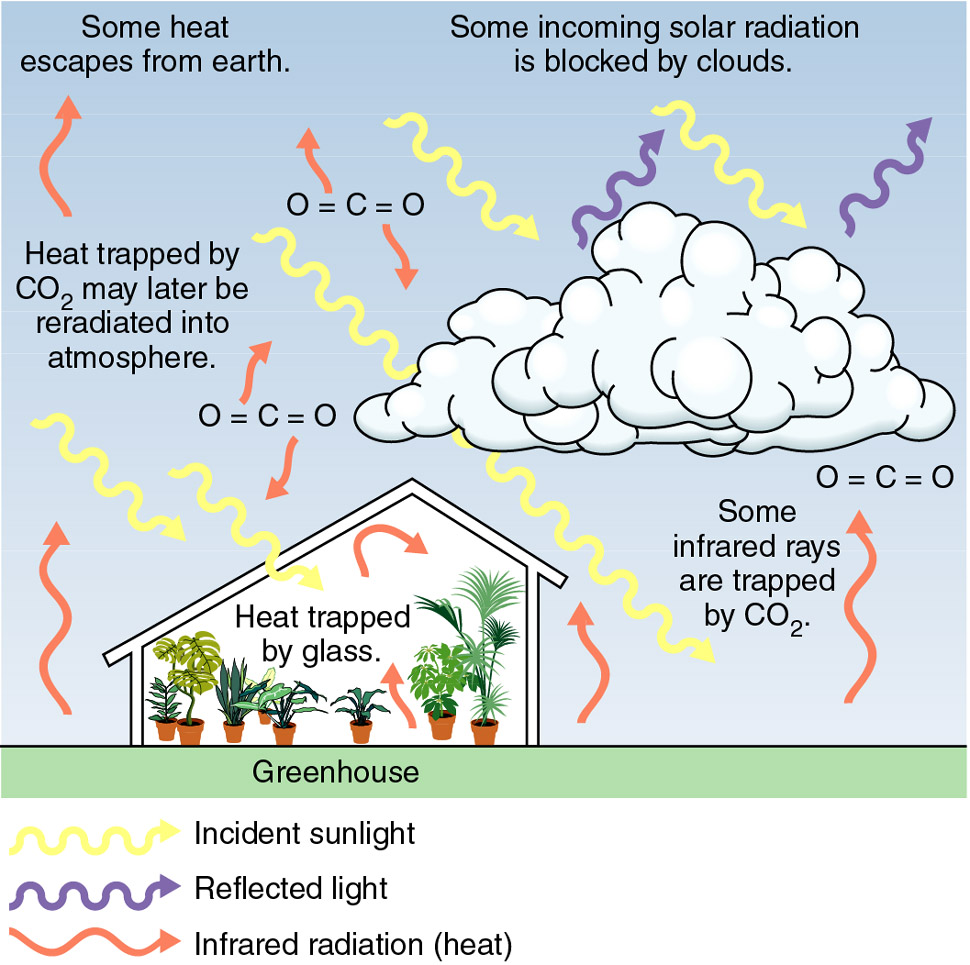 Some heat
escapes from earth.
Some incoming solar radiation
is blocked by clouds.
O = C = O
Heat trapped by
CO₂ may later be
reradiated into
atmosphere.
O = C = O
O = C = O
Some
infrared rays
are trapped
by CO₂.
Heat trapped
by glass.
Greenhouse
Incident sunlight
Reflected light
Infrared radiation (heat)